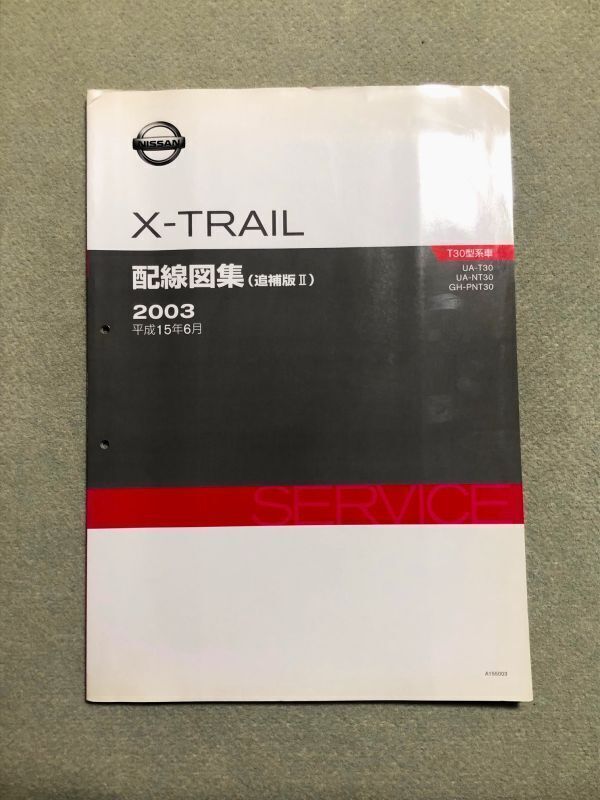 NISSAN
X-TRAIL
T30型系車
UA-T30
UA-NT30
GH-PNT30
配線図集(追補版Ⅱ)
2003
平成15年6月
SERVICE
A155003